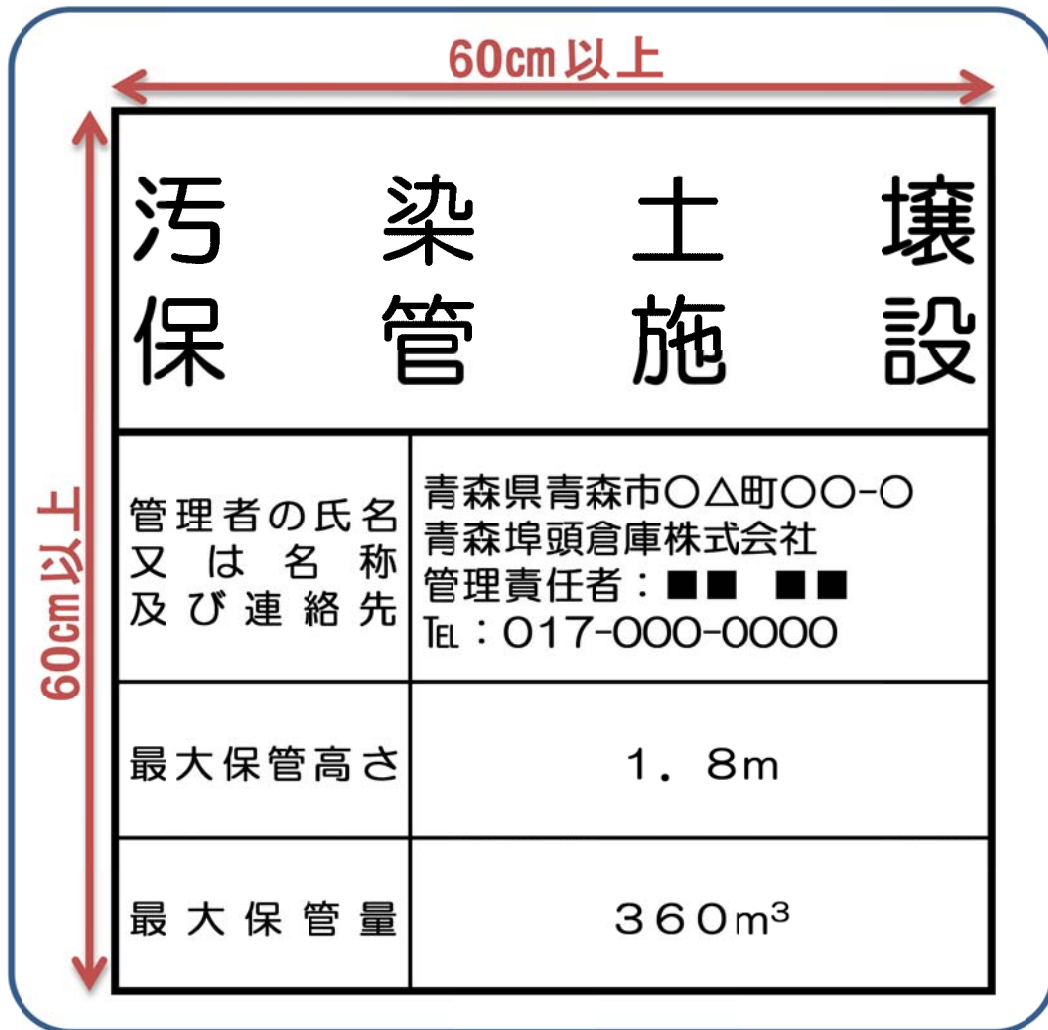 60cm以上
60cm以上
汚染土壌
保管施設
管理者の氏名
又は名称
及び連絡先
青森県青森市○△町○○-○
青森埠頭倉庫株式会社
管理責任者：■■　■■
℡：017-000-0000
最大保管高さ
１．８m
最大保管量
３６０m³